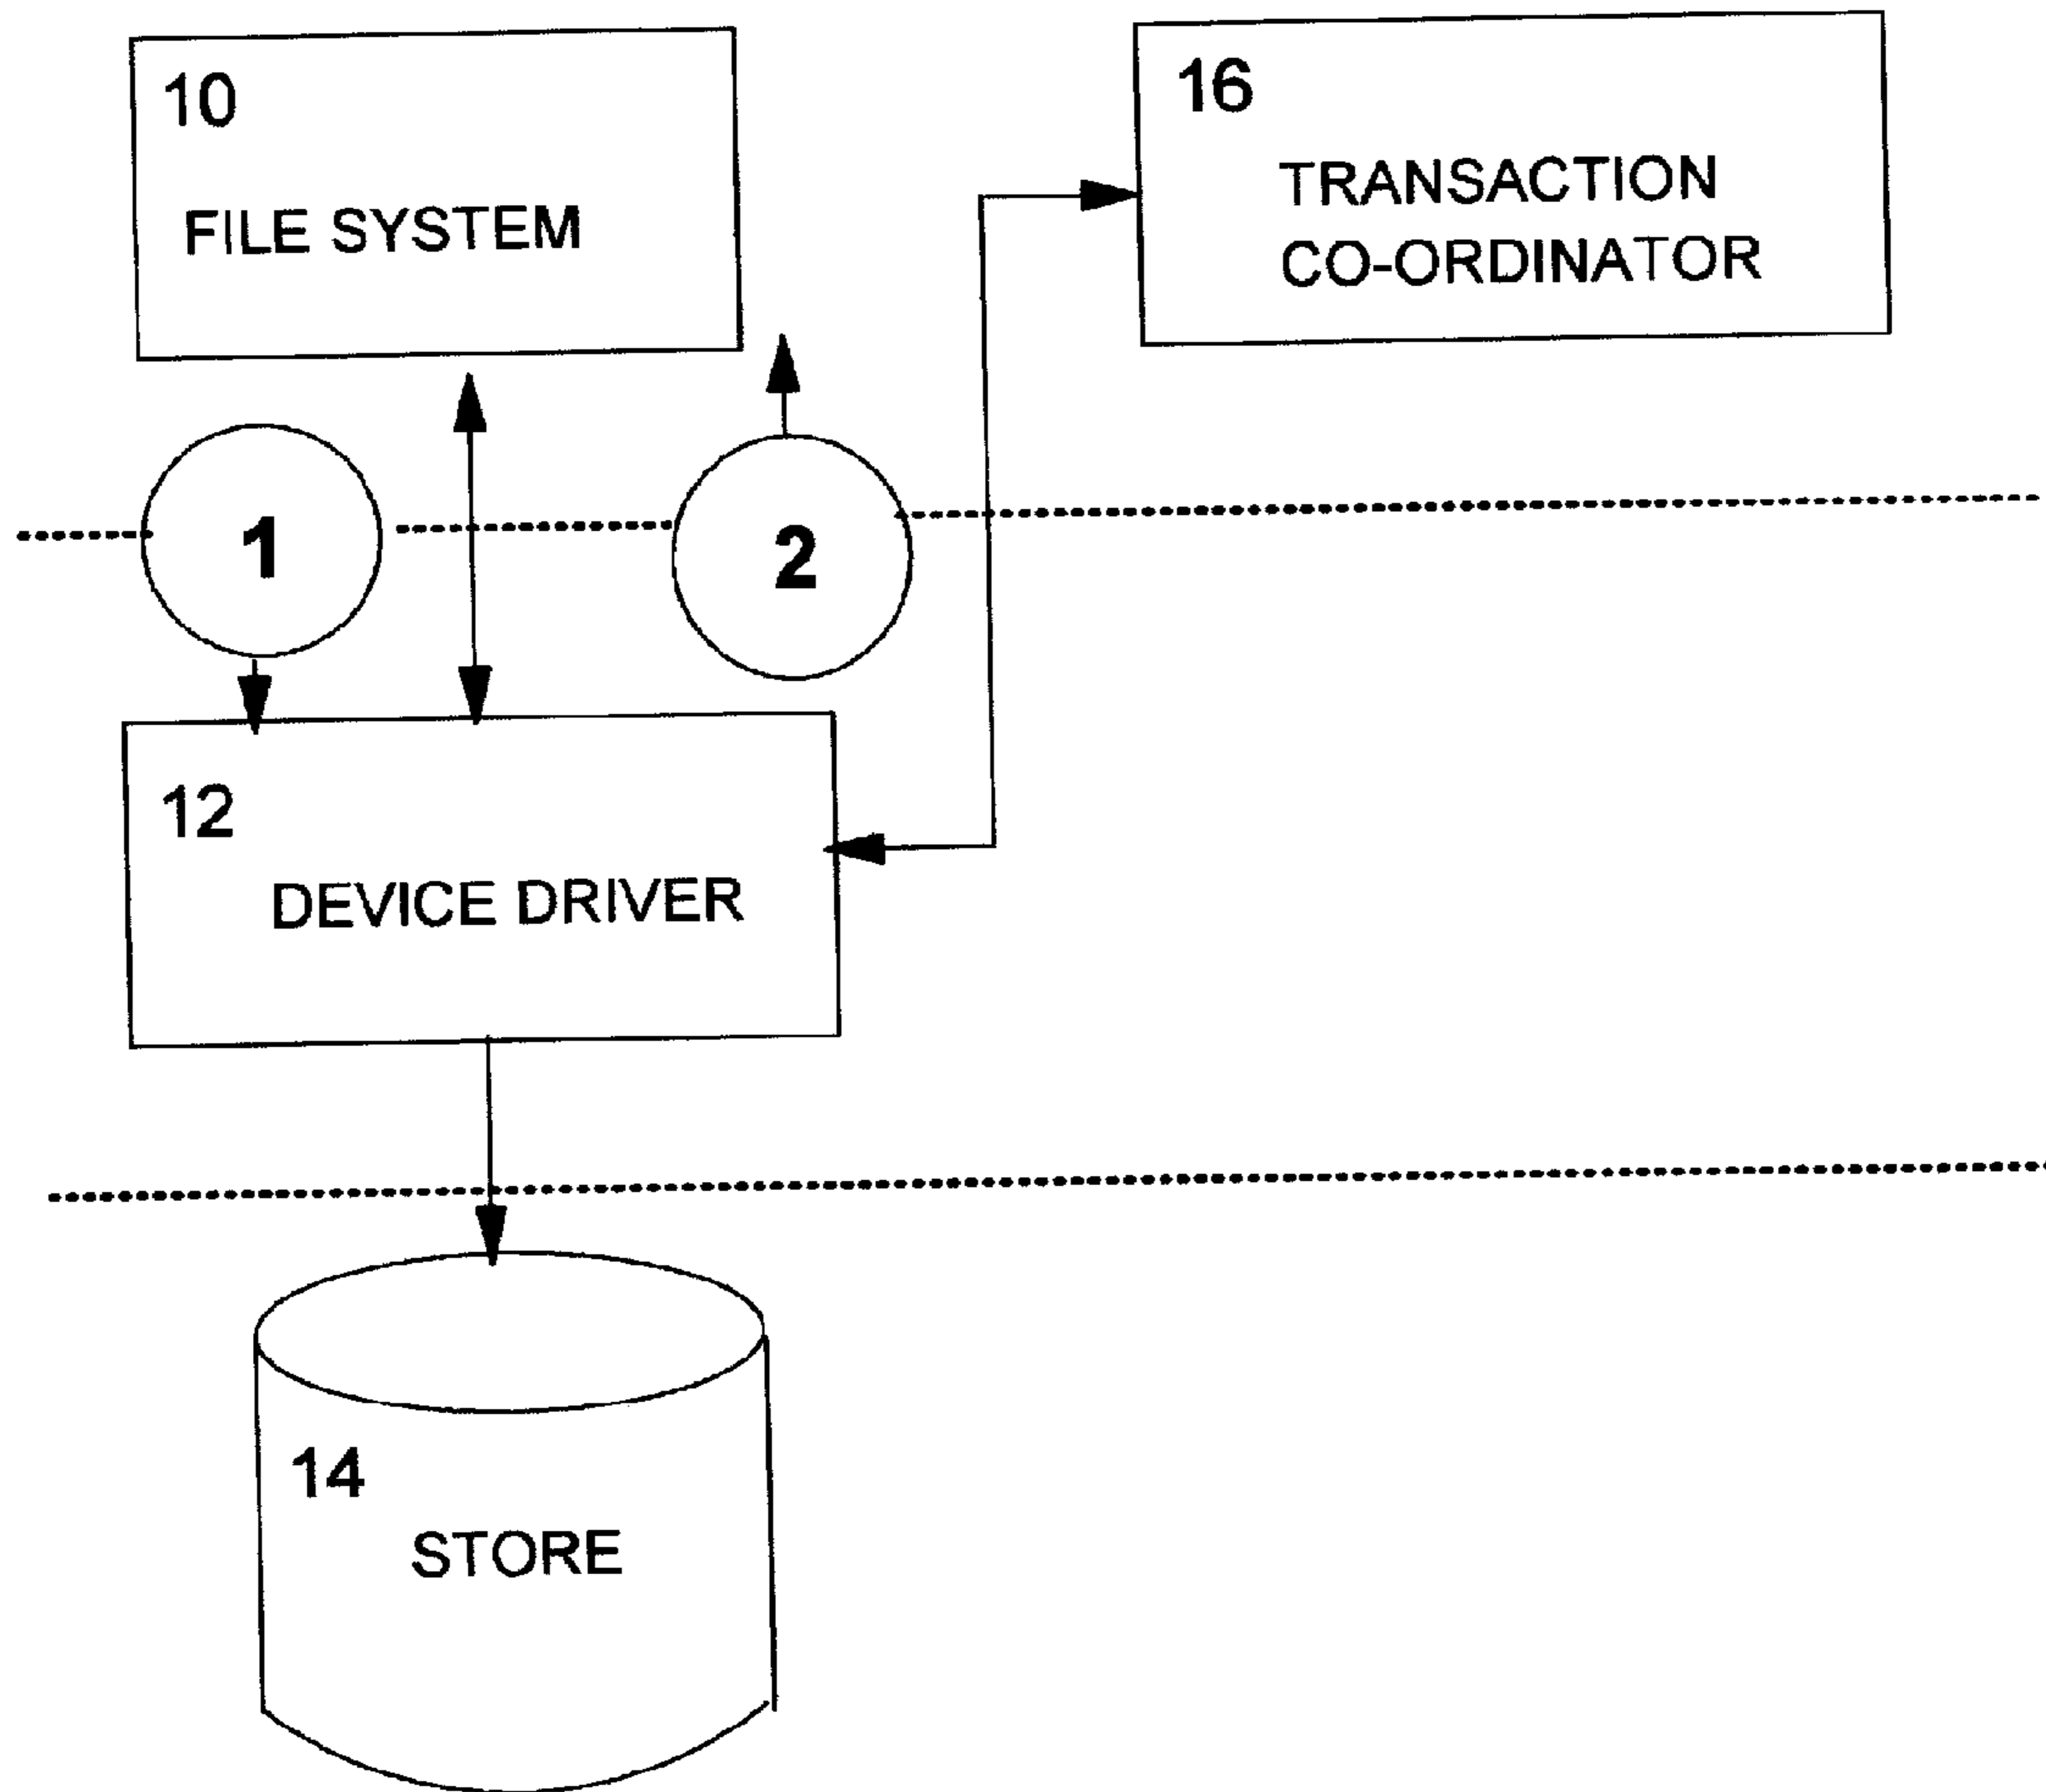 10
FILE SYSTEM
16
TRANSACTION
CO-ORDINATOR
1
2
12
DEVICE DRIVER
14
STORE